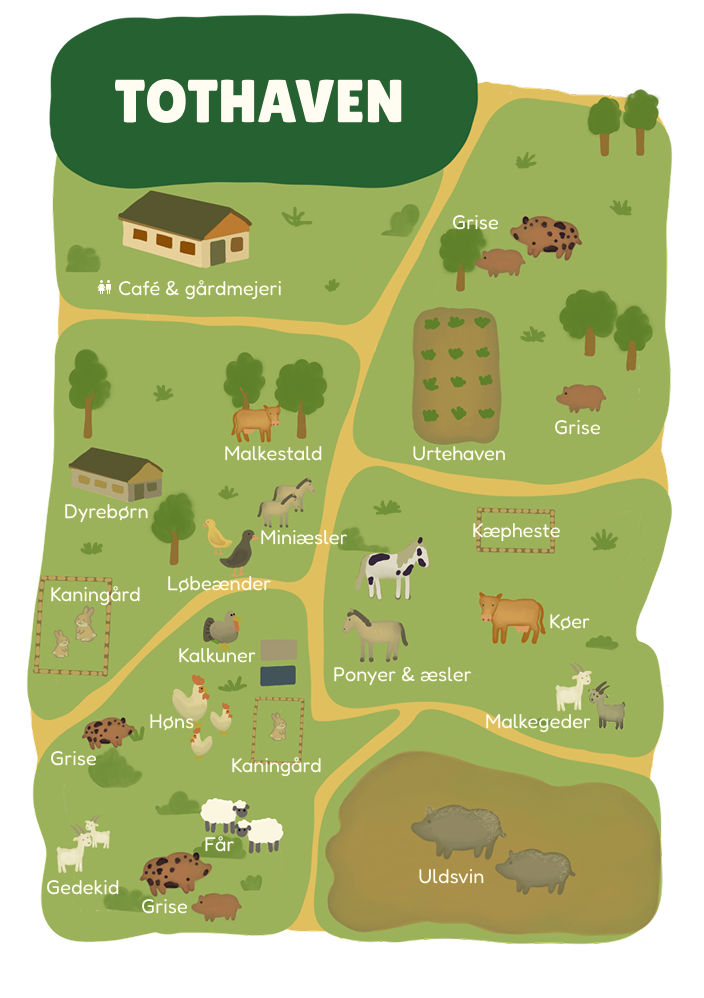 TOTHAVEN
Café & gårdmejeri
Grise
Urtehaven
Grise
Malkestald
Dyrebørn
Miniæsler
Løbeænder
Kaningård
Kæpheste
Køer
Ponyer & æsler
Malkegeder
Kalkuner
Høns
Kaningård
Grise
Får
Gedekid
Grise
Uldsvin